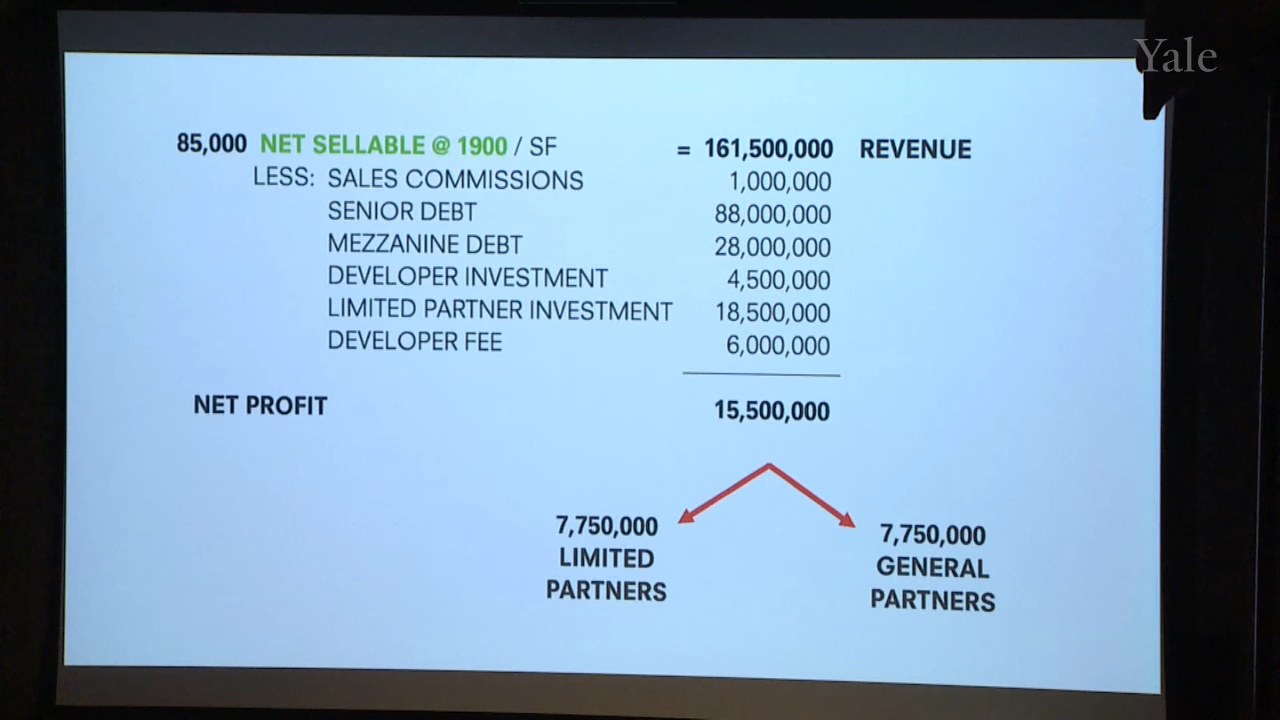 Yale
85,000 NET SELLABLE @ 1900 / SF = 161,500,000 REVENUE
LESS: SALES COMMISSIONS 1,000,000
SENIOR DEBT 88,000,000
MEZZANINE DEBT 28,000,000
DEVELOPER INVESTMENT 4,500,000
LIMITED PARTNER INVESTMENT 18,500,000
DEVELOPER FEE 6,000,000
NET PROFIT 15,500,000
7,750,000
LIMITED
PARTNERS
7,750,000
GENERAL
PARTNERS